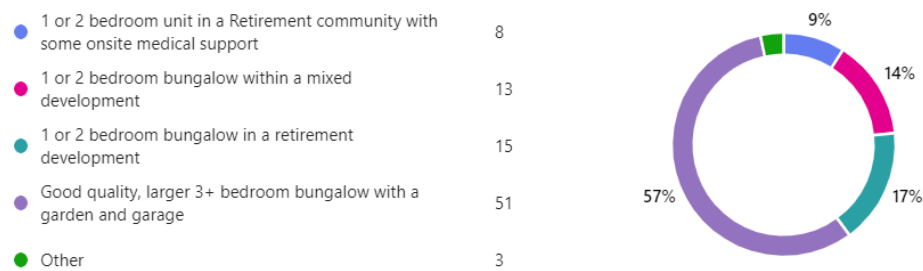 1 or 2 bedroom unit in a Retirement community with
some onsite medical support
8
1 or 2 bedroom bungalow within a mixed
development
13
1 or 2 bedroom bungalow in a retirement
development
15
Good quality, larger 3+ bedroom bungalow with a
garden and garage
51
Other
3
9%
14%
17%
57%